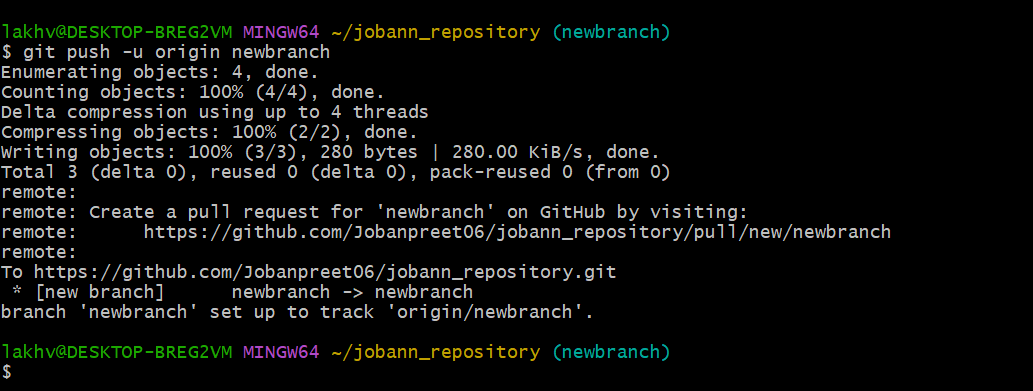 lakhv@DESKTOP-BREG2VM MINGW64 ~/jobann_repository (newbranch)
$ git push -u origin newbranch
Enumerating objects: 4, done.
Counting objects: 100% (4/4), done.
Delta compression using up to 4 threads
Compressing objects: 100% (2/2), done.
Writing objects: 100% (3/3), 280 bytes | 280.00 KiB/s, done.
Total 3 (delta 0), reused 0 (delta 0), pack-reused 0 (from 0)
remote:
remote: Create a pull request for 'newbranch' on GitHub by visiting:
remote:      https://github.com/Jobanpreet06/jobann_repository/pull/new/newbranch
remote:
To https://github.com/Jobanpreet06/jobann_repository.git
 * [new branch]      newbranch -> newbranch
branch 'newbranch' set up to track 'origin/newbranch'.
lakhv@DESKTOP-BREG2VM MINGW64 ~/jobann_repository (newbranch)
$